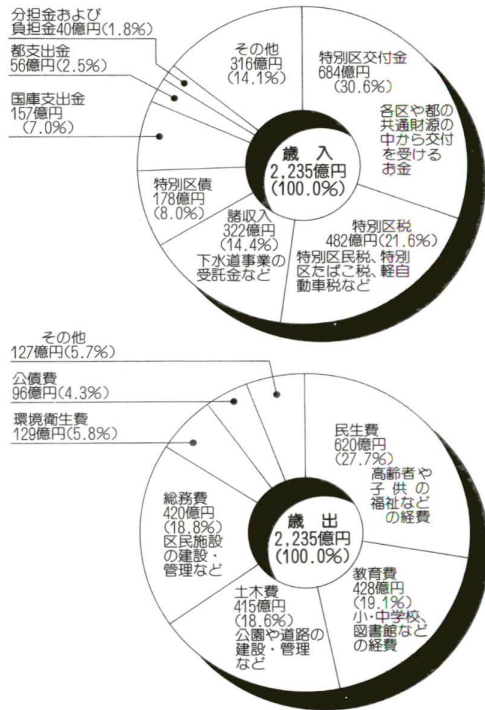 分担金および
負担金40億円(1.8%)
都支出金
56億円(2.5%)
国庫支出金
157億円
(7.0%)
その他
316億円
(14.1%)
特別区交付金
684億円
(30.6%)
各区や都の
共通財源の
中から交付
を受ける
お金
歳入
2,235億円
(100.0%)
特別区債
178億円
(8.0%)
諸収入
322億円
(14.4%)
下水道事業の
受託金など
特別区税
482億円(21.6%)
特別区民税、特別
区たばこ税、軽自
動車税など
その他
127億円(5.7%)
公債費
96億円(4.3%)
環境衛生費
129億円(5.8%)
民生費
620億円
(27.7%)
高齢者や
子供の
福祉など
の経費
総務費
420億円
(18.8%)
区民施設
の建設・
管理など
歳出
2,235億円
(100.0%)
土木費
415億円
(18.6%)
公園や道路の
建設・管理
など
教育費
428億円
(19.1%)
小・中学校、
図書館など
の経費